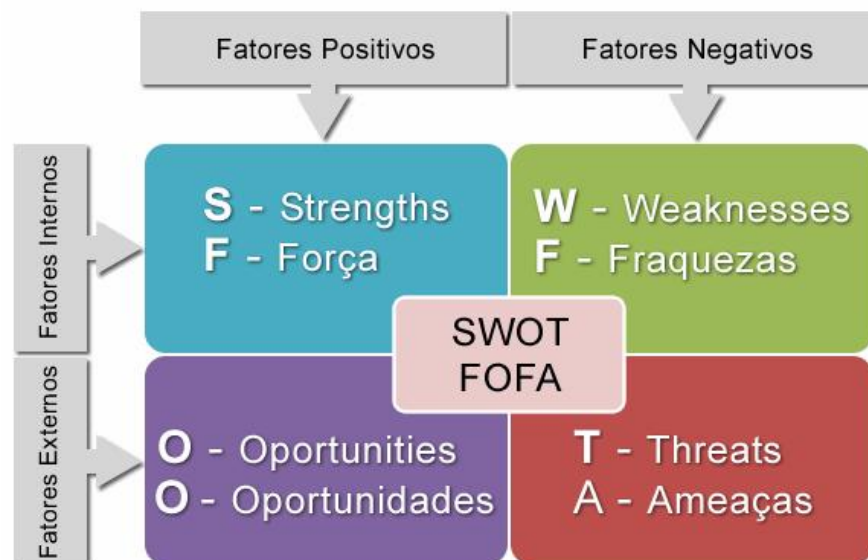 Fatores Positivos
Fatores Negativos
Fatores Internos
S - Strengths
F - Força
W - Weaknesses
F - Fraquezas
SWOT
FOFA
Fatores Externos
O - Oportunities
O - Oportunidades
T - Threats
A - Ameaças